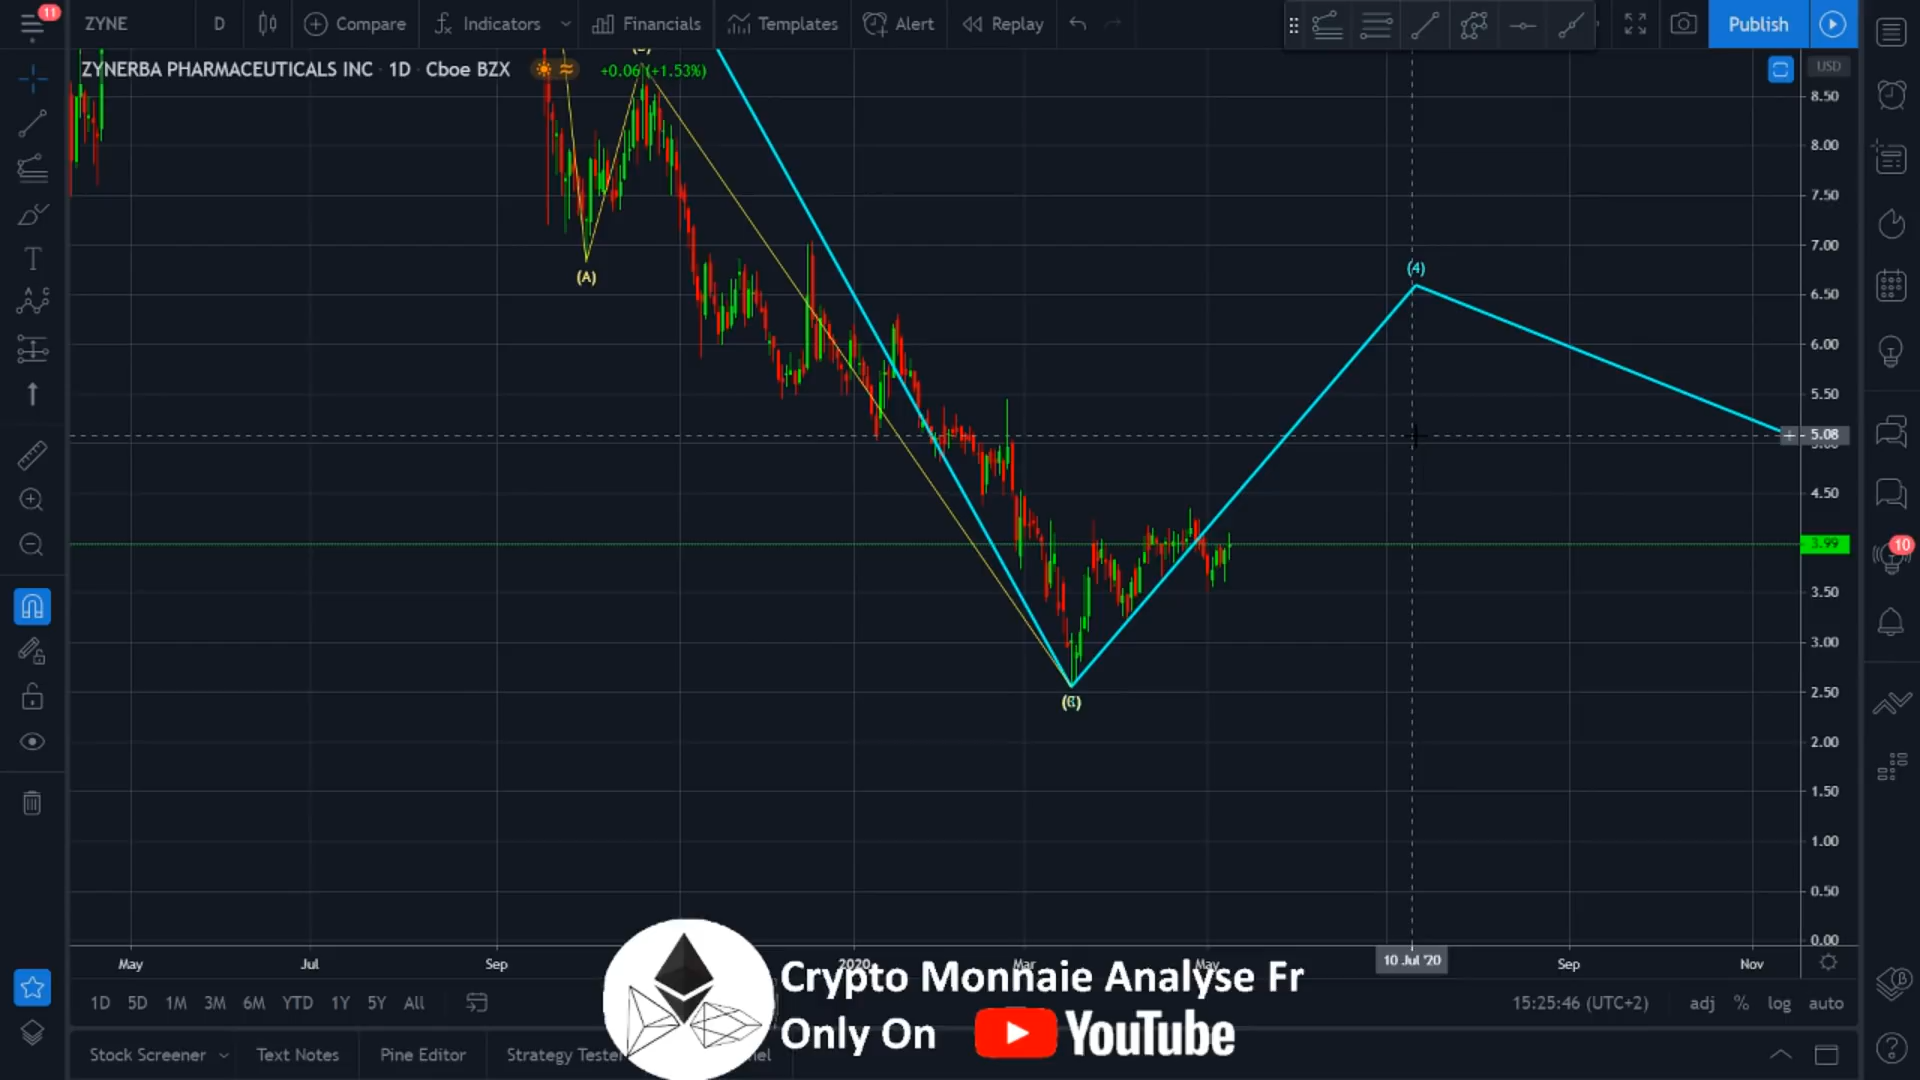 11
ZYNE
D
Compare
Indicators
Financials
Templates
Alert
Replay
Publish
ZYNERBA PHARMACEUTICALS INC · 1D · Cboe BZX
+0.06 (+1.53%)
USD
8.50
8.00
7.50
7.00
(A)
(4)
6.50
6.00
5.50
5.08
4.50
3.99
10
3.50
3.00
2.50
2.00
1.50
1.00
0.50
0.00
May
Jul
Sep
2020
Mar
May
10 Jul '20
Sep
Nov
1D
5D
1M
3M
6M
YTD
1Y
5Y
All
15:25:46 (UTC+2)
adj
%
log
auto
Crypto Monnaie Analyse Fr
Only On
YouTube
Stock Screener
Text Notes
Pine Editor
Strategy Tester